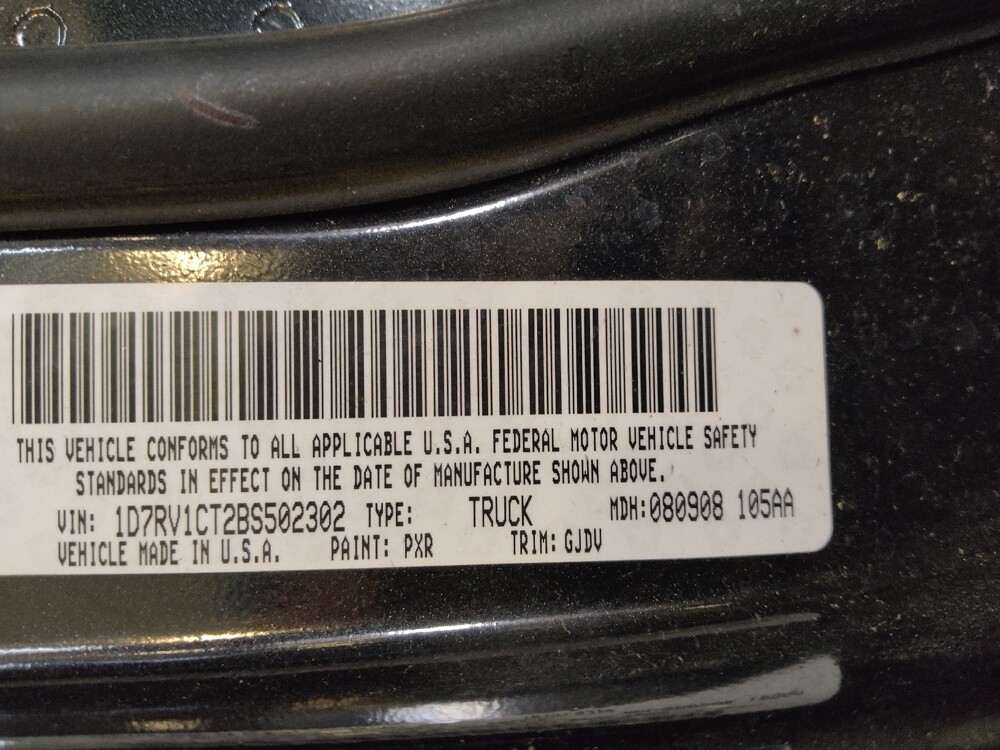 THIS VEHICLE CONFORMS TO ALL APPLICABLE U.S.A. FEDERAL MOTOR VEHICLE SAFETY
STANDARDS IN EFFECT ON THE DATE OF MANUFACTURE SHOWN ABOVE.
VIN: 1D7RV1CT2BS502302 TYPE: TRUCK MDH:080908 105AA
VEHICLE MADE IN U.S.A. PAINT: PXR TRIM: GJDV